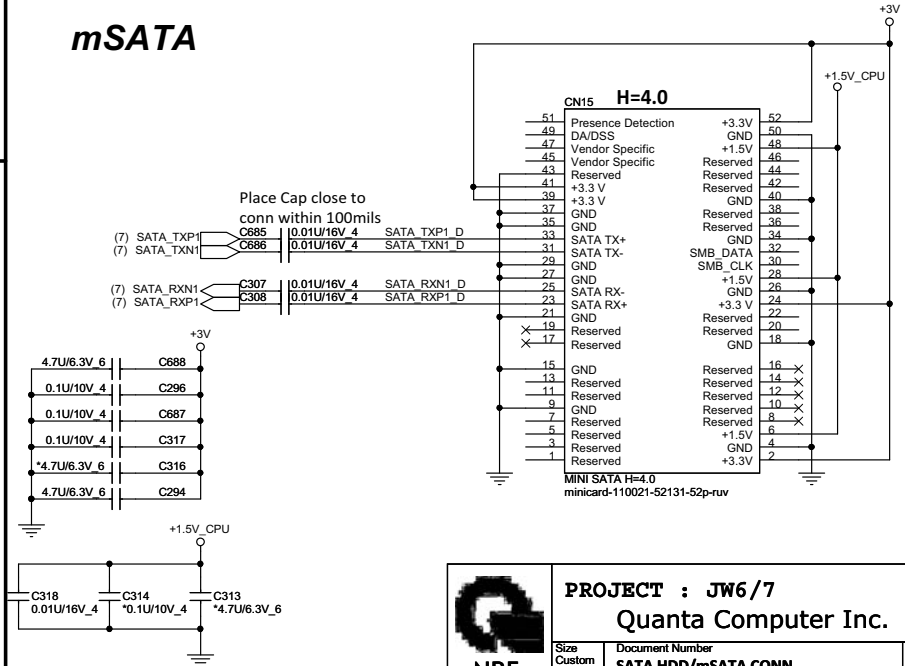 mSATA
+3V
+1.5V_CPU
CN15 H=4.0
51 Presence Detection +3.3V 52
49 DA/DSS GND 50
47 Vendor Specific +1.5V 48
45 Vendor Specific Reserved 46
43 Reserved Reserved 44
41 +3.3 V Reserved 42
39 +3.3 V GND 40
37 GND Reserved 38
35 GND Reserved 36
33 SATA TX+ GND 34
31 SATA TX- SMB_DATA 32
29 GND SMB_CLK 30
27 GND +1.5V 28
25 SATA RX- GND 26
23 SATA RX+ +3.3 V 24
21 GND Reserved 22
19 Reserved Reserved 20
17 Reserved GND 18
15 GND Reserved 16
13 Reserved Reserved 14
11 Reserved Reserved 12
9 GND Reserved 10
7 Reserved Reserved 8
5 Reserved +1.5V 6
3 Reserved GND 4
1 Reserved +3.3V 2
MINI SATA H=4.0
minicard-110021-52131-52p-ruv
Place Cap close to
conn within 100mils
(7) SATA_TXP1 C685 0.01U/16V_4 SATA_TXP1_D
(7) SATA_TXN1 C686 0.01U/16V_4 SATA_TXN1_D
(7) SATA_RXN1 C307 0.01U/16V_4 SATA_RXN1_D
(7) SATA_RXP1 C308 0.01U/16V_4 SATA_RXP1_D
+3V
4.7U/6.3V_6 C688
0.1U/10V_4 C296
0.1U/10V_4 C687
0.1U/10V_4 C317
*4.7U/6.3V_6 C316
4.7U/6.3V_6 C294
+1.5V_CPU
C318 C314 C313
0.01U/16V_4 *0.1U/10V_4 *4.7U/6.3V_6
PROJECT : JW6/7
Quanta Computer Inc.
Size Document Number
Custom SATA HDD/mSATA CONN